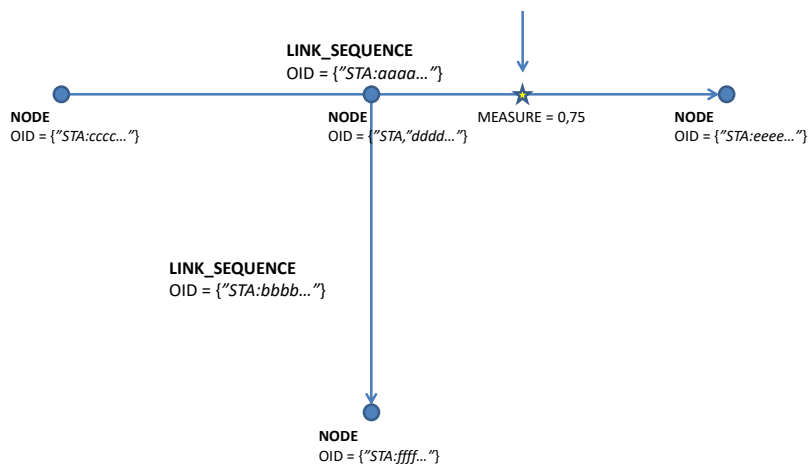 LINK_SEQUENCE
OID = {"STA:aaaa…"}
NODE
OID = {"STA:cccc…"}
NODE
OID = {"STA,"dddd…"}
MEASURE = 0,75
NODE
OID = {"STA:eeee…"}
LINK_SEQUENCE
OID = {"STA:bbbb…"}
NODE
OID = {"STA:ffff…"}